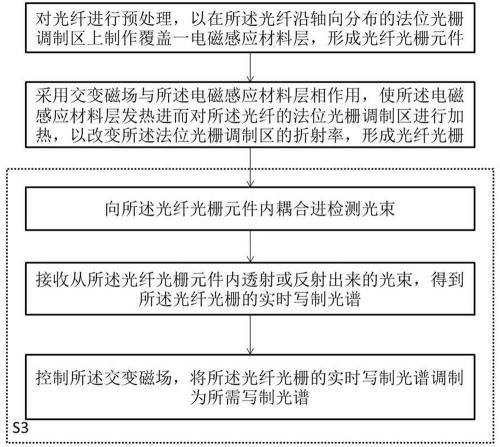 对光纤进行预处理，以在所述光纤沿轴向分布的法位光栅
调制区上制作覆盖一电磁感应材料层，形成光纤光栅元件
采用交变磁场与所述电磁感应材料层相作用，使所述电磁
感应材料层发热进而对所述光纤的法位光栅调制区进行加
热，以改变所述法位光栅调制区的折射率，形成光纤光栅
向所述光纤光栅元件内耦合进检测光束
接收从所述光纤光栅元件内透射或反射出来的光束，得到
所述光纤光栅的实时写制光谱
控制所述交变磁场，将所述光纤光栅的实时写制光谱调制
为所需写制光谱
S3